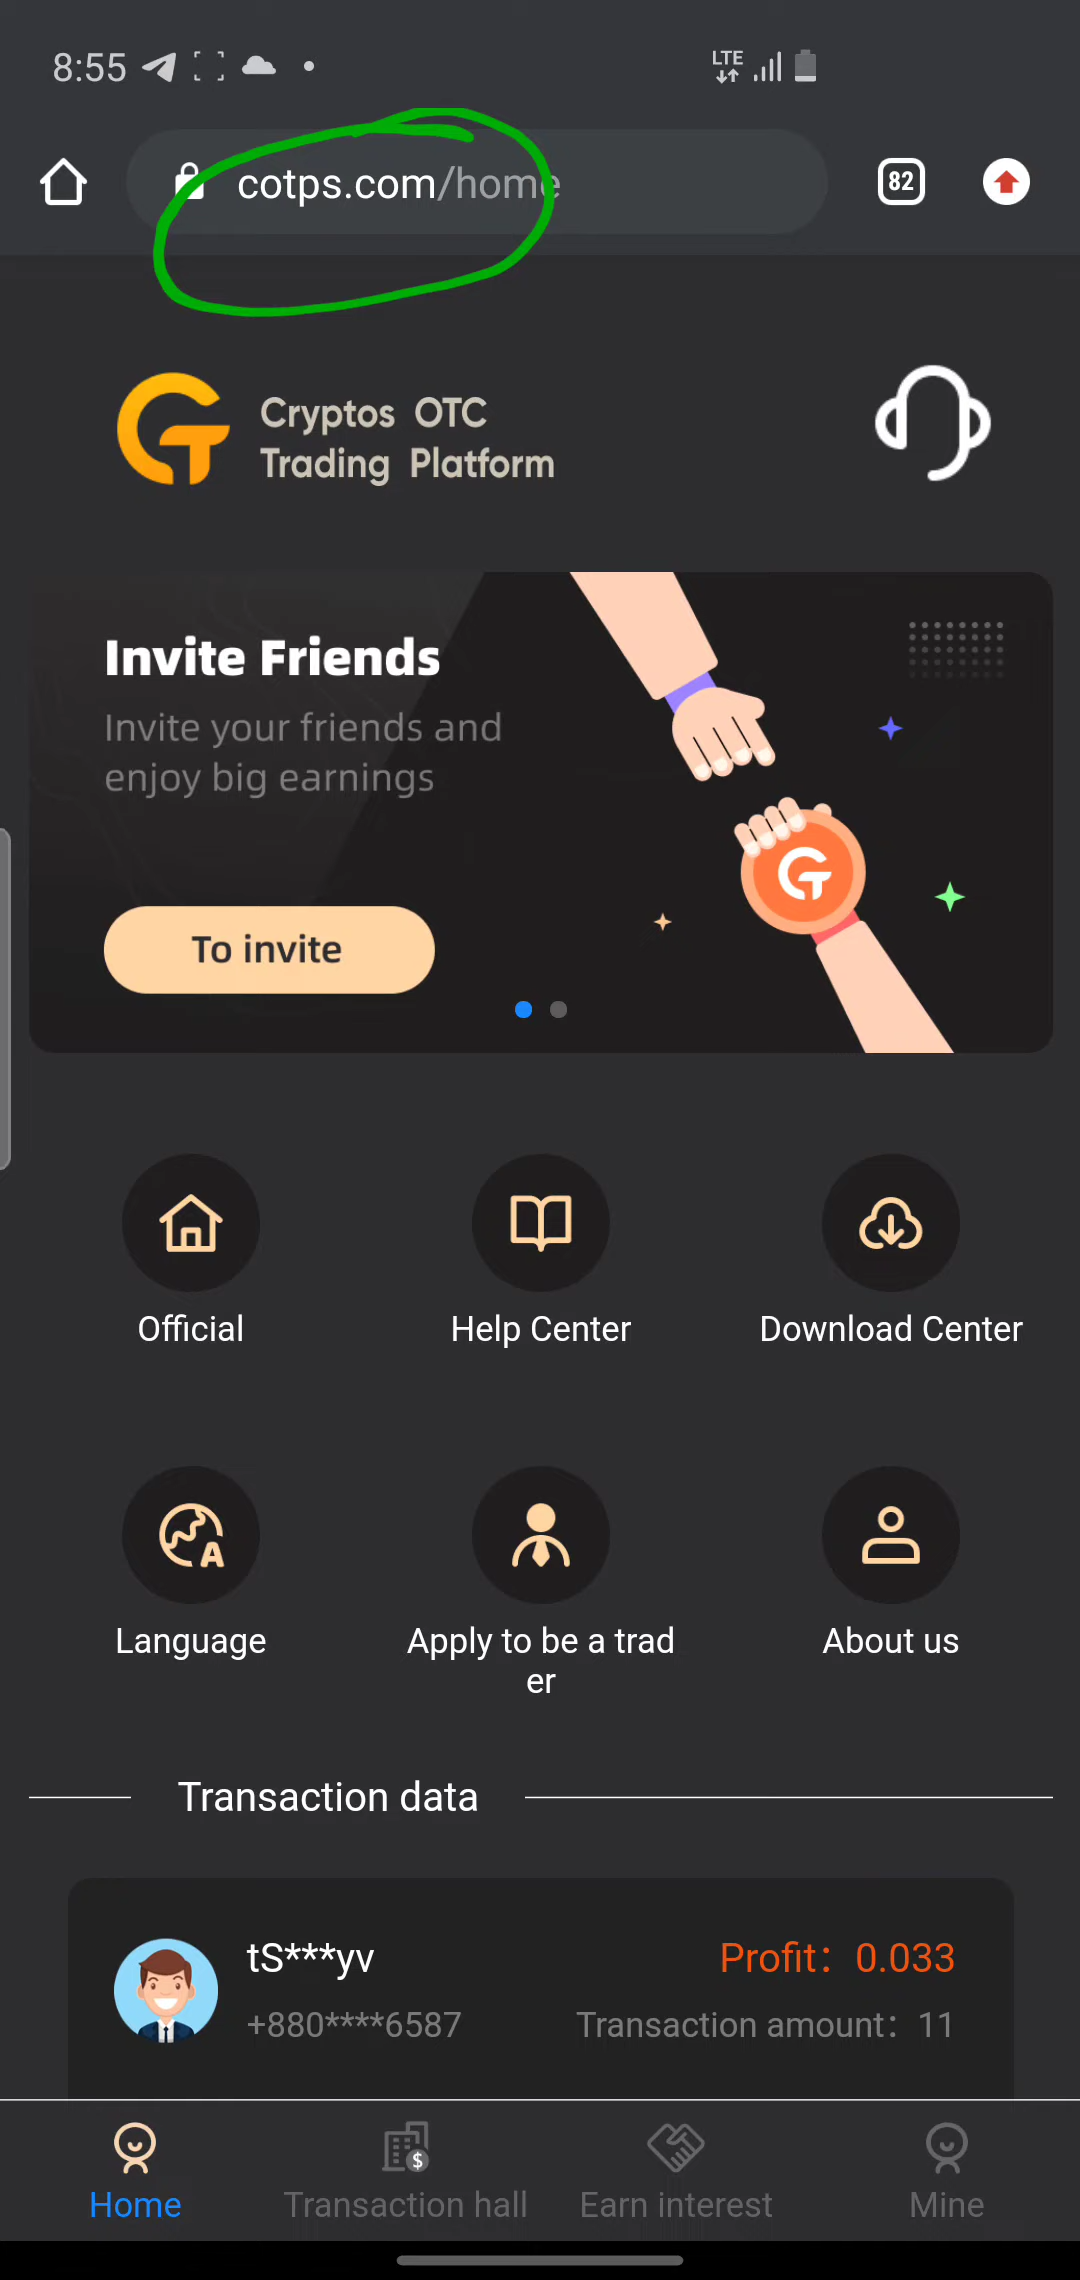 8:55
LTE
cotps.com/home
82
Cryptos OTC
Trading Platform
Invite Friends
Invite your friends and
enjoy big earnings
To invite
Official
Help Center
Download Center
Language
Apply to be a trad
er
About us
Transaction data
tS***yv
Profit: 0.033
+880****6587
Transaction amount: 11
Home
Transaction hall
Earn interest
Mine